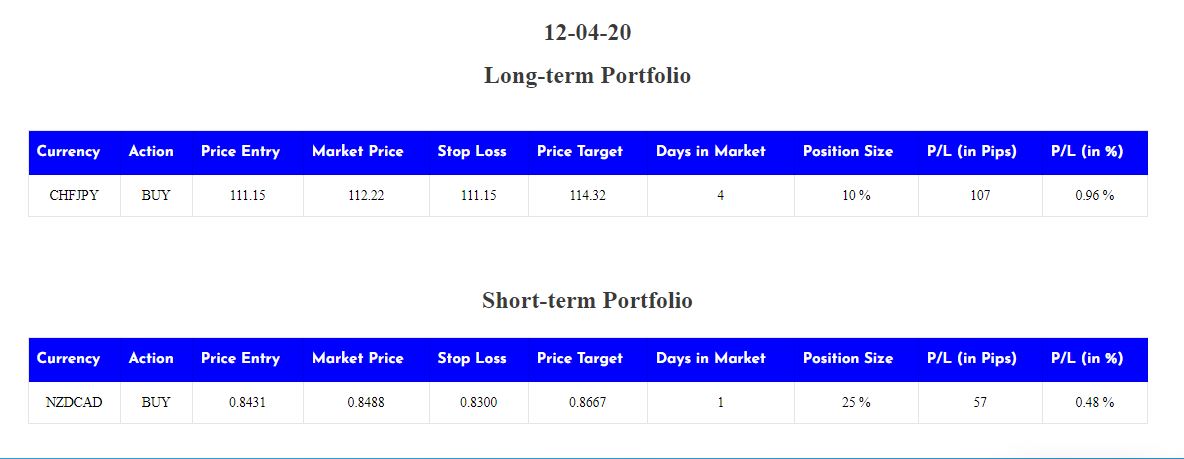 12-04-20
Long-term Portfolio
Currency Action Price Entry Market Price Stop Loss Price Target Days in Market Position Size P/L (in Pips) P/L (in %)
CHFJPY BUY 111.15 112.22 111.15 114.32 4 10 % 107 0.96 %
Short-term Portfolio
Currency Action Price Entry Market Price Stop Loss Price Target Days in Market Position Size P/L (in Pips) P/L (in %)
NZDCAD BUY 0.8431 0.8488 0.8300 0.8667 1 25 % 57 0.48 %